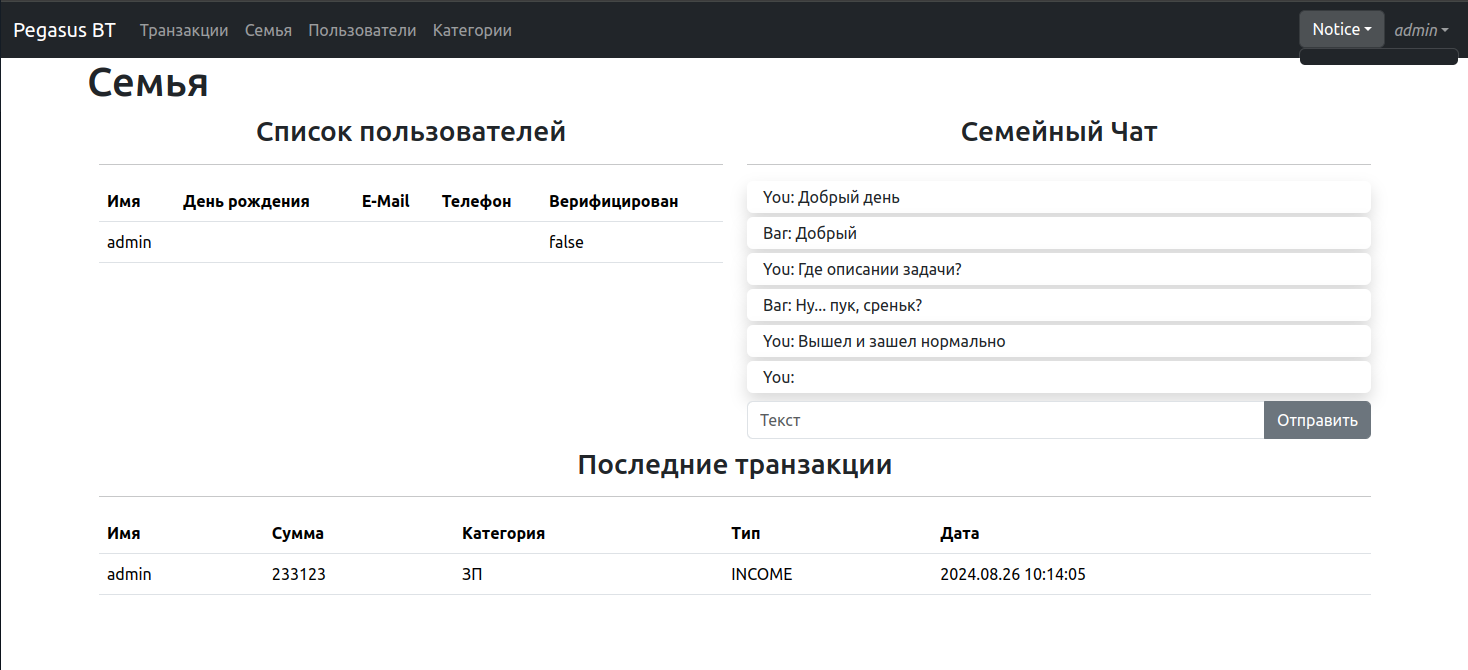 Pegasus BT Транзакции Семья Пользователи Категории Notice admin
Семья
Список пользователей
Имя День рождения E-Mail Телефон Верифицирован
admin false
Семейный Чат
You: Добрый день
Ваг: Добрый
You: Где описании задачи?
Ваг: Ну... пук, среньк?
You: Вышел и зашел нормально
You:
Текст Отправить
Последние транзакции
Имя Сумма Категория Тип Дата
admin 233123 ЗП INCOME 2024.08.26 10:14:05